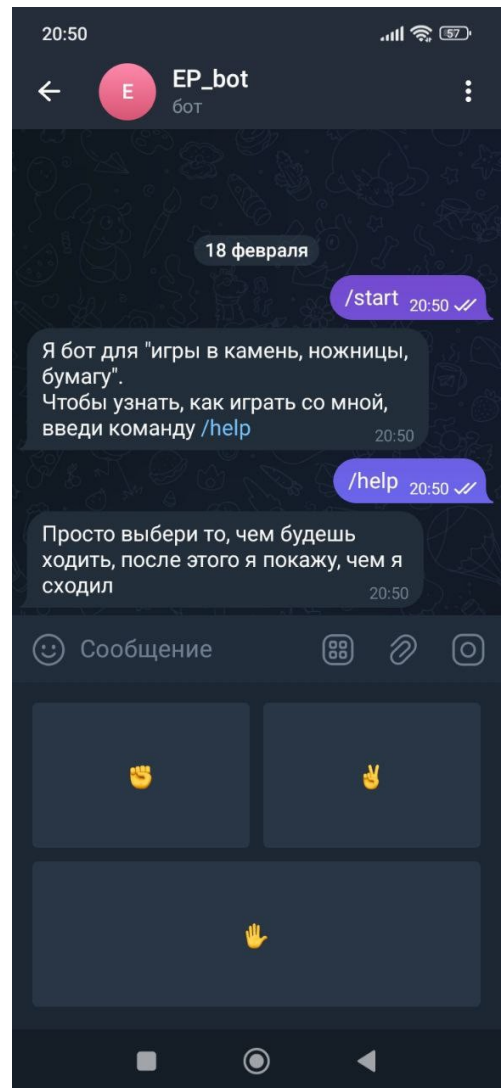 20:50
57
E
EP_bot
бот
18 февраля
/start 20:50
Я бот для "игры в камень, ножницы,
бумагу".
Чтобы узнать, как играть со мной,
введи команду /help
20:50
/help 20:50
Просто выбери то, чем будешь
ходить, после этого я покажу, чем я
сходил
20:50
Сообщение